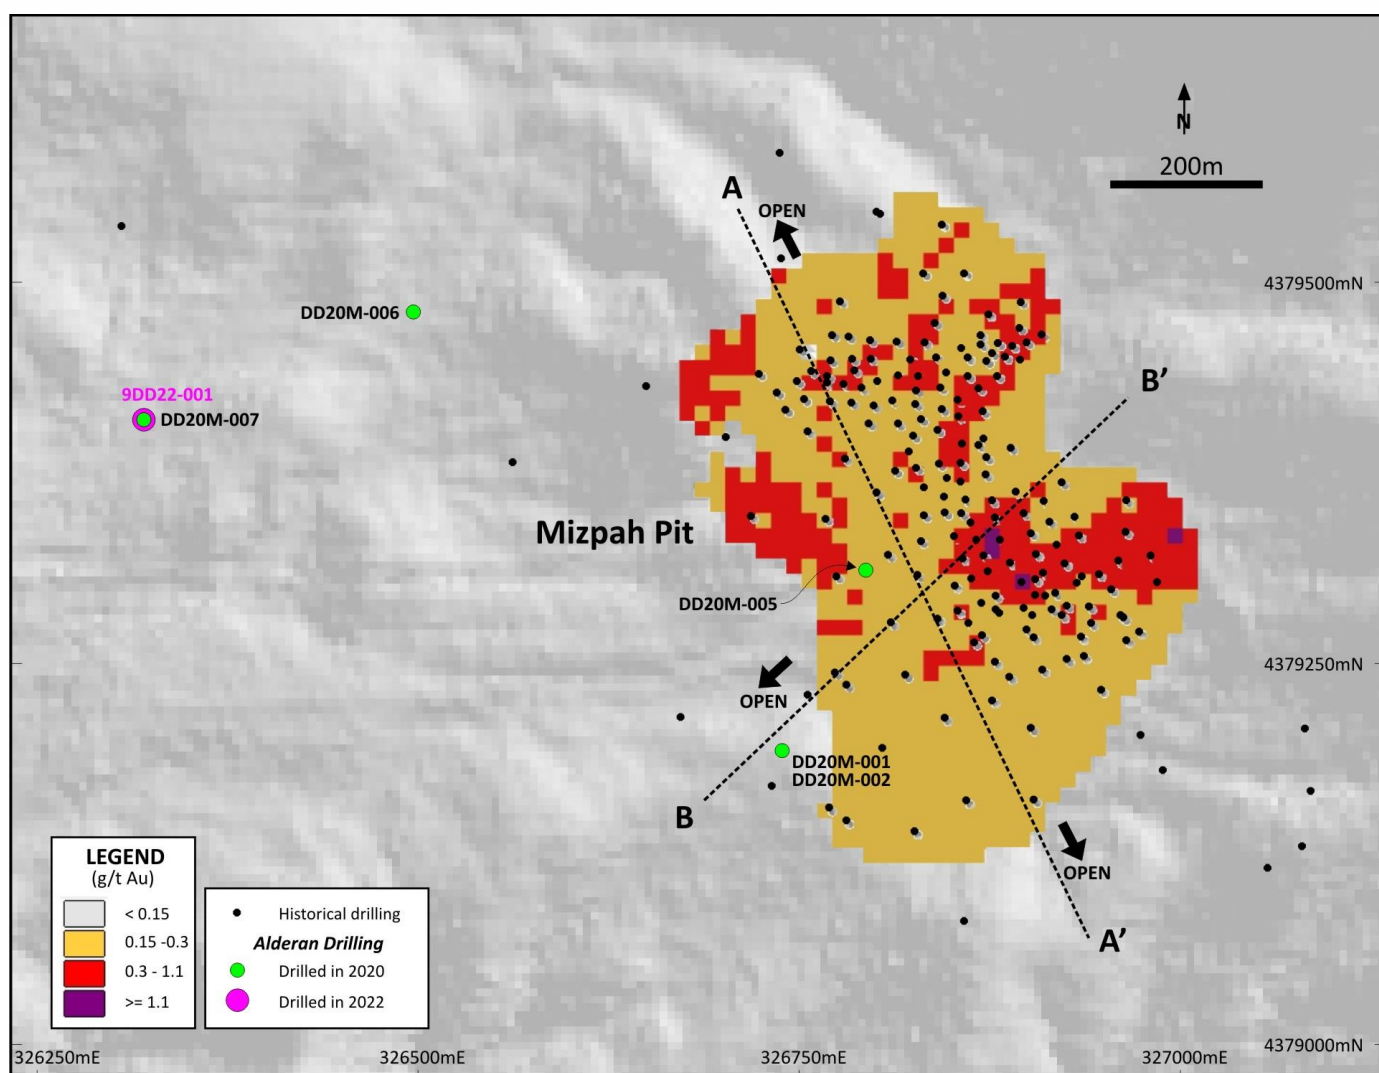 N
200m
A
OPEN
4379500mN
DD20M-006
B’
9DD22-001
DD20M-007
Mizpah Pit
DD20M-005
4379250mN
OPEN
DD20M-001
DD20M-002
B
LEGEND
(g/t Au)
< 0.15
0.15 -0.3
0.3 - 1.1
>= 1.1
Historical drilling
Alderan Drilling
Drilled in 2020
Drilled in 2022
OPEN
A’
326250mE
326500mE
326750mE
327000mE
4379000mN